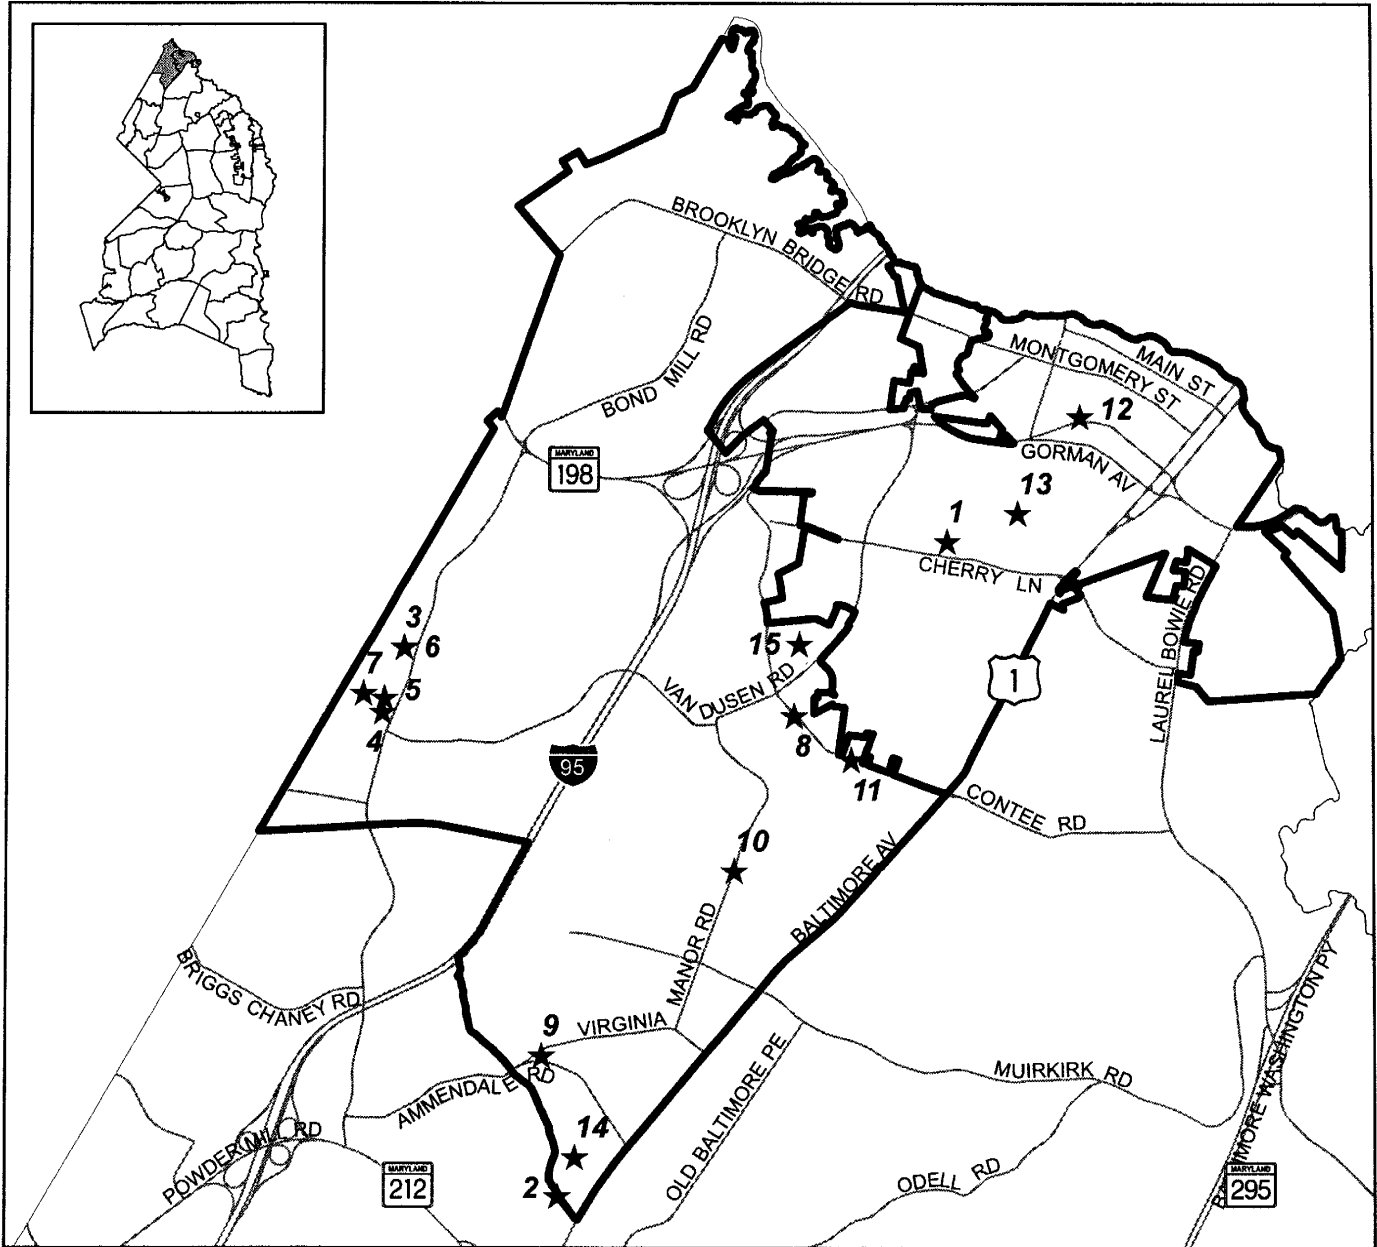 BROOKLYN BRIDGE RD
BOND MILL RD
MARYLAND
198
MONTGOMERY ST
MAIN ST
12
GORMAN AV
13
1
CHERRY LN
LAUREL BOWIE RD
3
6
7
5
4
15
VAN DUSEN RD
1
8
95
11
CONTEE RD
10
BALTIMORE AV
MANOR RD
BRIGGS CHANEY RD
9
VIRGINIA
AMMENDALE RD
MUIRKIRK RD
OLD BALTIMORE PE
14
POWDER MILL RD
MARYLAND
212
2
ODELL RD
MORE WASHINGTON PY
MARYLAND
295